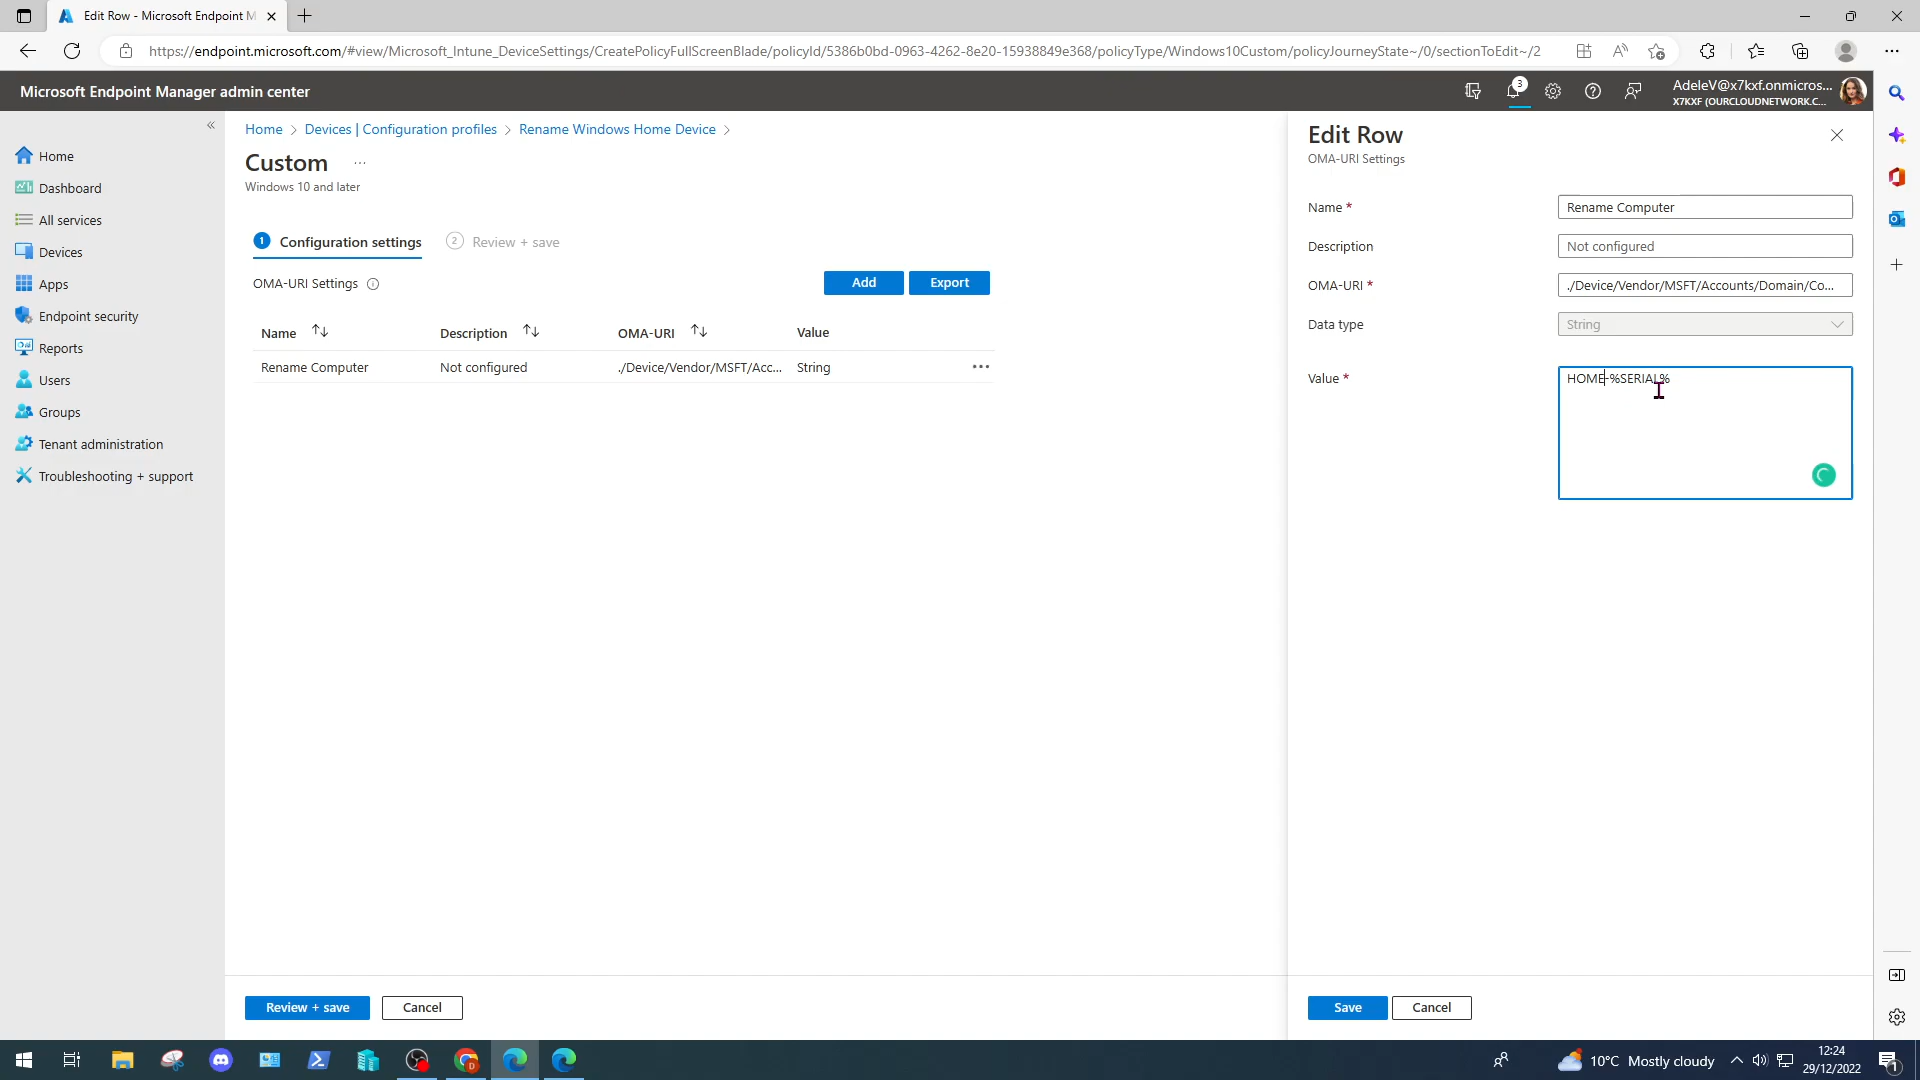 Edit Row - Microsoft Endpoint M
https://endpoint.microsoft.com/#view/Microsoft_Intune_DeviceSettings/CreatePolicyFullScreenBlade/policyId/5386b0bd-0963-4262-8e20-15938849e368/policyType/Windows10Custom/policyJourneyState~/0/sectionToEdit~/2
Microsoft Endpoint Manager admin center
3
AdeleV@x7kxf.onmicros...
X7KXF (OURCLOUDNETWORK.C...
Home
Dashboard
All services
Devices
Apps
Endpoint security
Reports
Users
Groups
Tenant administration
Troubleshooting + support
Home > Devices | Configuration profiles > Rename Windows Home Device >
Custom ...
Windows 10 and later
1 Configuration settings 2 Review + save
OMA-URI Settings
Add Export
Name Description OMA-URI Value
Rename Computer Not configured ./Device/Vendor/MSFT/Acc... String
Review + save Cancel
Edit Row
OMA-URI Settings
Name * Rename Computer
Description Not configured
OMA-URI * ./Device/Vendor/MSFT/Accounts/Domain/Co...
Data type String
Value * HOME-%SERIAL%
Save Cancel
10°C Mostly cloudy
12:24
29/12/2022
1